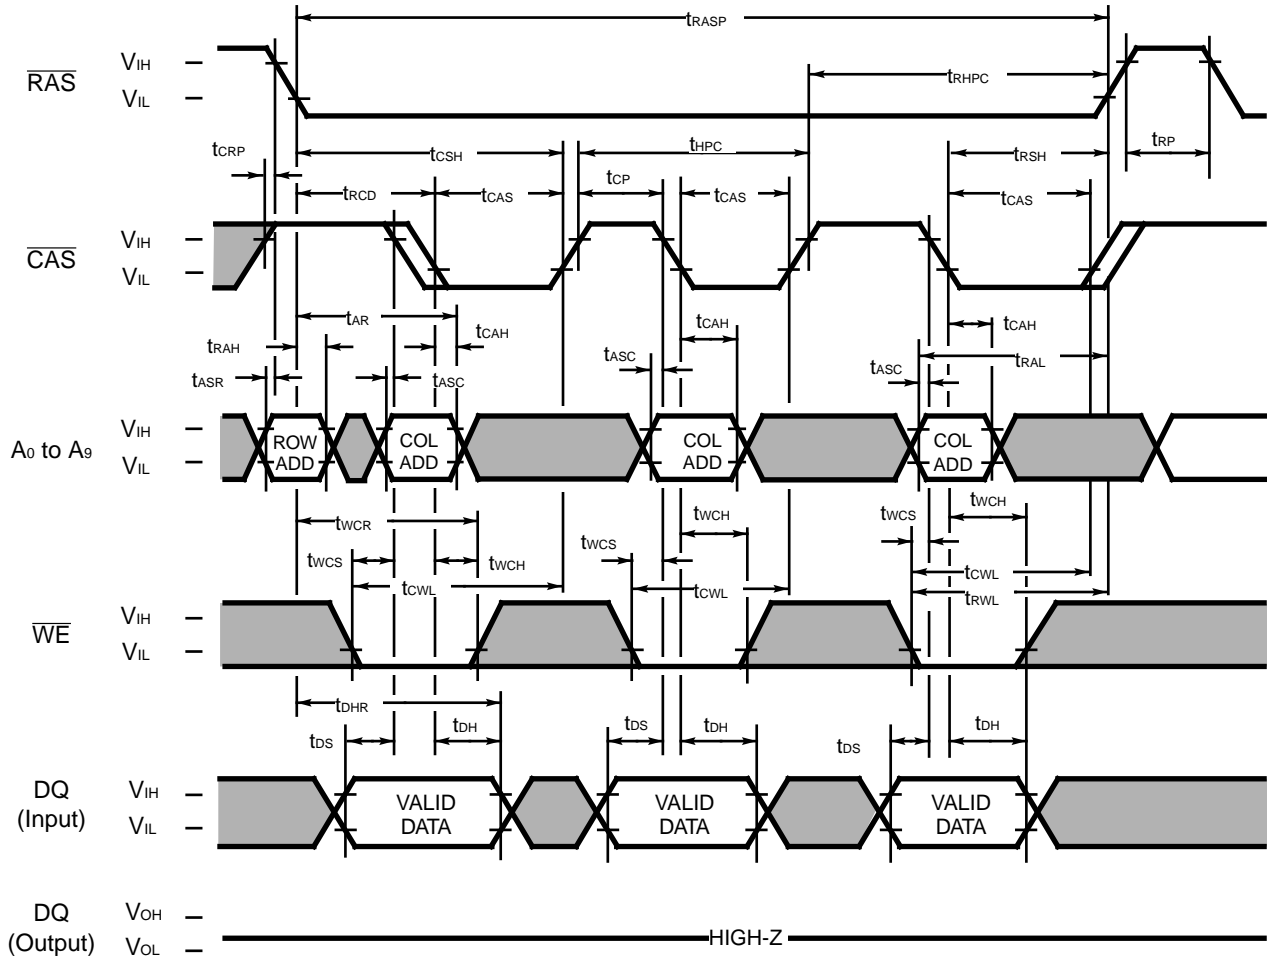 tRASP
RAS
VIH
VIL
tRHPC
tCRP
tCSH
tHPC
tRSH
tRP
tRCD
tCAS
tCP
tCAS
tCAS
CAS
VIH
VIL
tAR
tCAH
tCAH
tCAH
tRAH
tASC
tRAL
tASR
tASC
tASC
A0 to A9
VIH
VIL
ROW
ADD
COL
ADD
COL
ADD
COL
ADD
tWCR
tWCH
tWCS
tWCH
tWCS
tWCH
tWCS
tCWL
tCWL
tCWL
tRWL
WE
VIH
VIL
tDHR
tDS
tDH
tDS
tDH
tDS
tDH
DQ
(Input)
VIH
VIL
VALID
DATA
VALID
DATA
VALID
DATA
DQ
(Output)
VOH
VOL
HIGH-Z